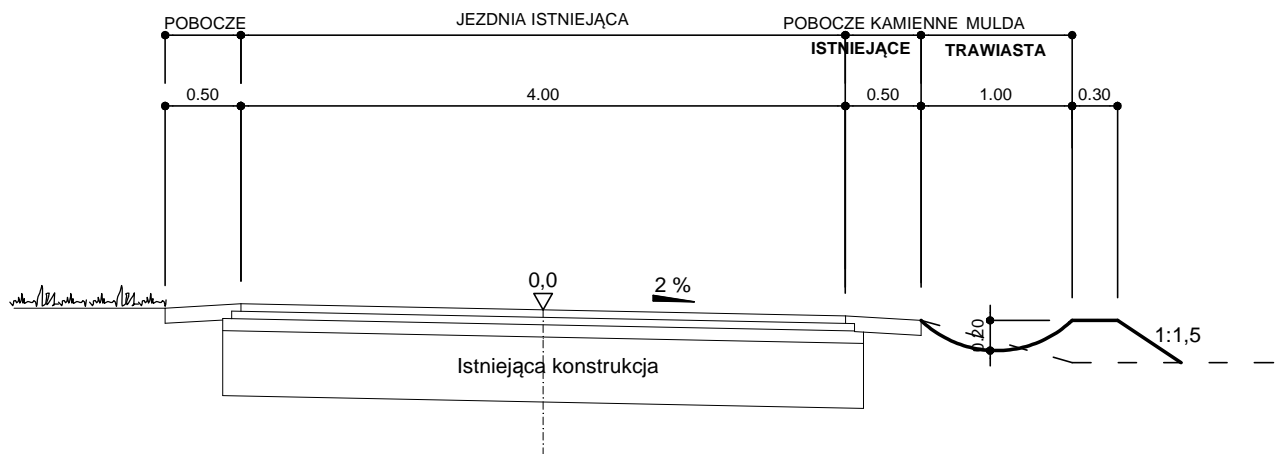 POBOCZE
JEZDNIA ISTNIEJĄCA
POBOCZE KAMIENNE MULDA
ISTNIEJĄCE TRAWIASTA
0.50 4.00 0.50 1.00 0.30
0,0
2 %
0.20
1:1,5
Istniejąca konstrukcja